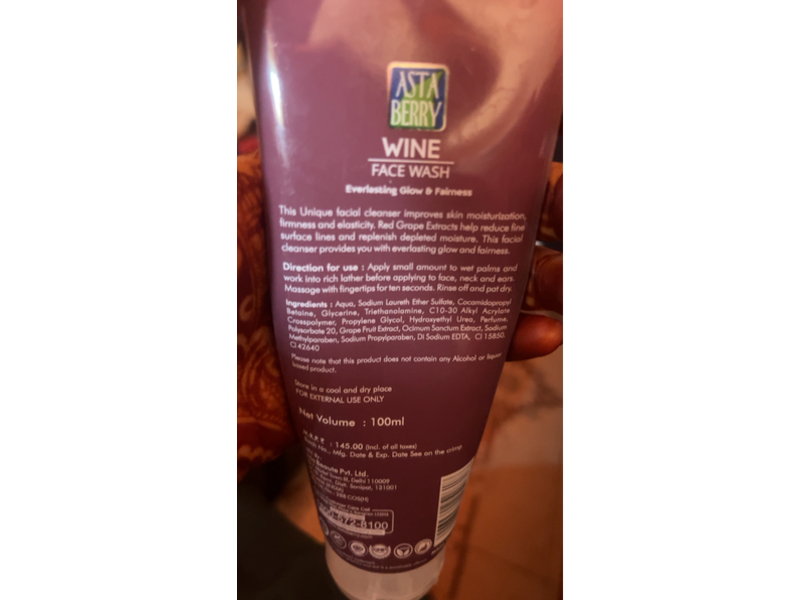 ASTA
BERRY
WINE
FACE WASH
Everlasting Glow & Fairness
This Unique facial cleanser improves skin moisturization,
firmness and elasticity. Red Grape Extracts help reduce fine
surface lines and replenish depleted moisture. This facial
cleanser provides you with everlasting glow and fairness.
Direction for use : Apply small amount to wet palms and
work into rich lather before applying to face, neck and ears.
Massage with fingertips for ten seconds. Rinse off and pat dry.
Ingredients : Aqua, Sodium Laureth Ether Sulfate, Cocamidopropyl
Betaine, Glycerine, Triethanolamine, C10-30 Alkyl Acrylate
Crosspolymer, Propylene Glycol, Hydroxyethyl Urea, Perfume,
Polysorbate 20, Grape Fruit Extract, Ocimum Sanctum Extract, Sodium
Methylparaben, Sodium Propylparaben, Di Sodium EDTA, CI 15850,
CI 42640
Please note that this product does not contain any Alcohol or liquor
based product.
Store in a cool and dry place
FOR EXTERNAL USE ONLY
Net Volume : 100ml
M.R.P. ₹ : 145.00 (Incl. of all taxes)
Mfg. Date & Exp. Date See on the crimp
Pvt. Ltd.
Delhi 110009
Sonipat, 131001
Care Cell
572-8100